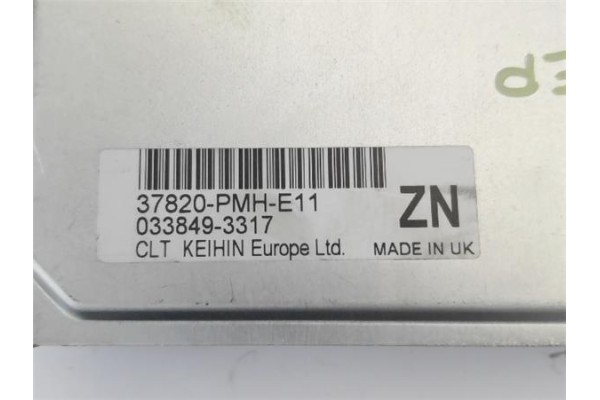 37820-PMH-E11
033849-3317
CLT KEIHIN Europe Ltd.
ZN
MADE IN UK